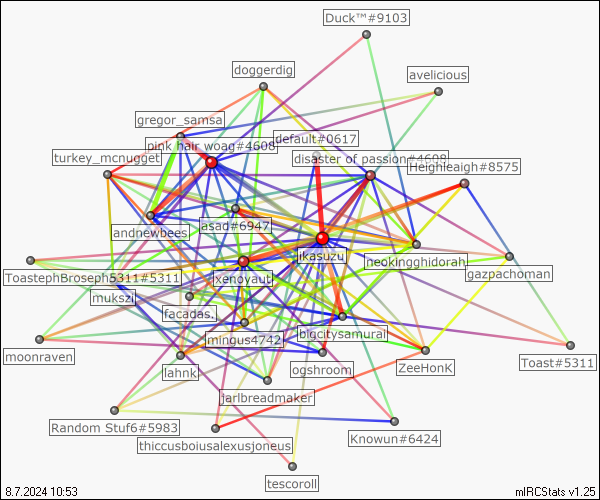 Duck™#9103
doggerdig
avelicious
gregor_samsa
default#0617
pink hair woag#4608
turkey_mcnugget
disaster of passion#4608
Heighleaigh#8575
andnewbees
asad#6947
ikasuzu
neokingghidorah
ToastephBroseph5311#5311
xenoyaut
gazpachoman
mukszi
facadas.
mingus4742
bigcitysamurai
moonraven
lahnk
ogshroom
ZeeHonK
Toast#5311
jarlbreadmaker
Random Stuf6#5983
Knowun#6424
thiccusboiusalexusjoneus
tescoroll
8.7.2024 10:53
mIRCStats v1.25